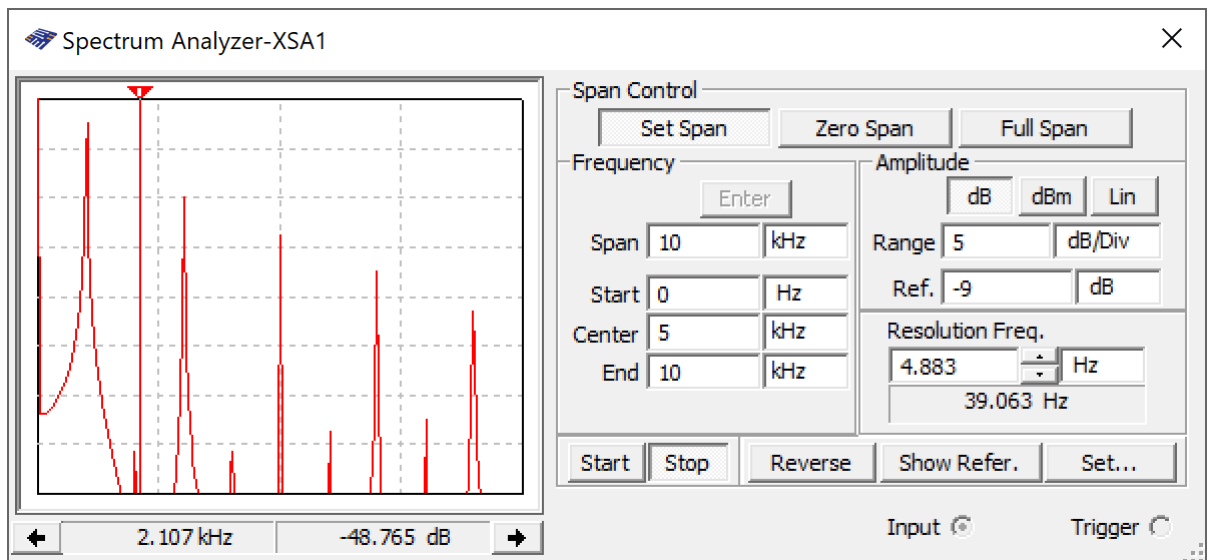 Spectrum Analyzer-XSA1
Span Control
Set Span Zero Span Full Span
Frequency
Enter
Span 10 kHz
Start 0 Hz
Center 5 kHz
End 10 kHz
Amplitude
dB dBm Lin
Range 5 dB/Div
Ref. -9 dB
Resolution Freq.
4.883 Hz
39.063 Hz
Start Stop Reverse Show Refer. Set...
2.107 kHz -48.765 dB
Input Trigger